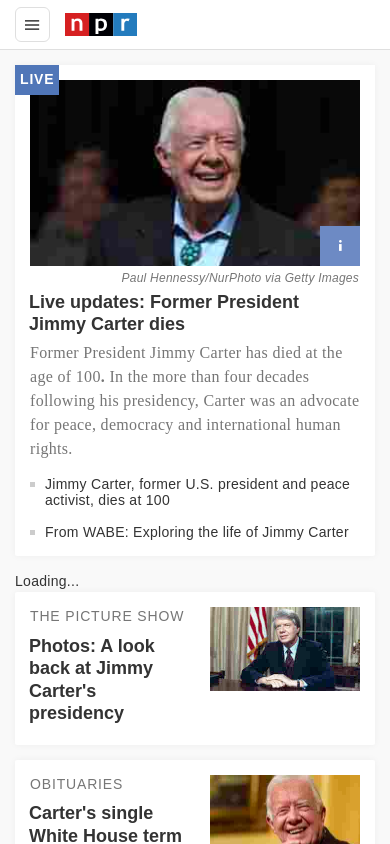 npr
LIVE
Paul Hennessy/NurPhoto via Getty Images
Live updates: Former President
Jimmy Carter dies
Former President Jimmy Carter has died at the
age of 100. In the more than four decades
following his presidency, Carter was an advocate
for peace, democracy and international human
rights.
Jimmy Carter, former U.S. president and peace
activist, dies at 100
From WABE: Exploring the life of Jimmy Carter
Loading...
THE PICTURE SHOW
Photos: A look
back at Jimmy
Carter's
presidency
OBITUARIES
Carter's single
White House term